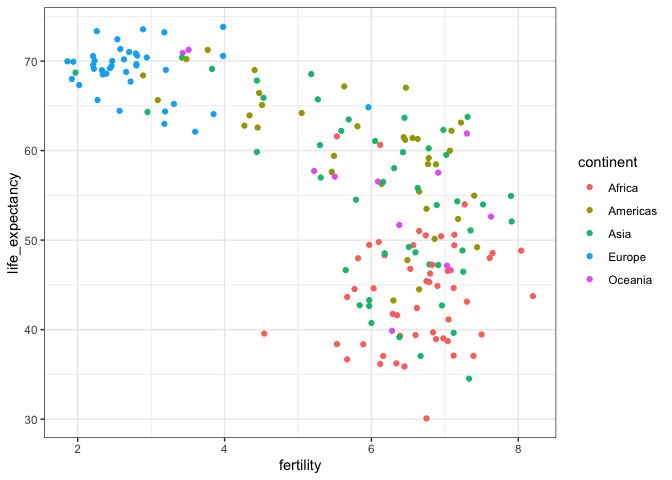 70
60
50
40
30
life_expectancy
2 4 6 8
fertility
continent
Africa
Americas
Asia
Europe
Oceania